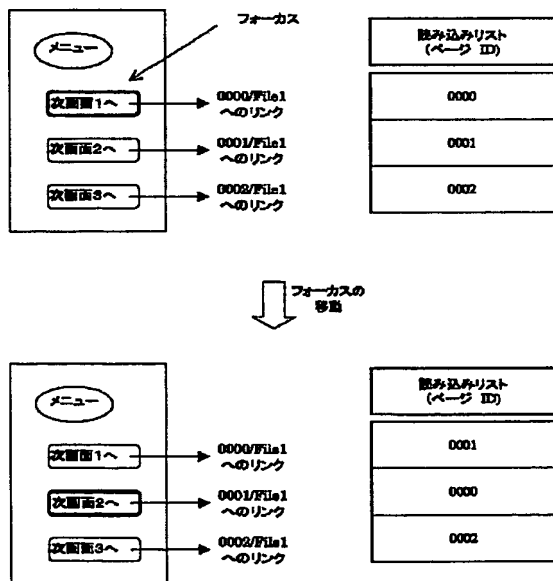 フォーカス
メニュー
次画面1へ
0000/File1
へのリンク
次画面2へ
0001/File1
へのリンク
次画面3へ
0002/File1
へのリンク
読み込みリスト
(ページ ID)
0000
0001
0002
フォーカスの
移動
メニュー
次画面1へ
0000/File1
へのリンク
次画面2へ
0001/File1
へのリンク
次画面3へ
0002/File1
へのリンク
読み込みリスト
(ページ ID)
0001
0000
0002